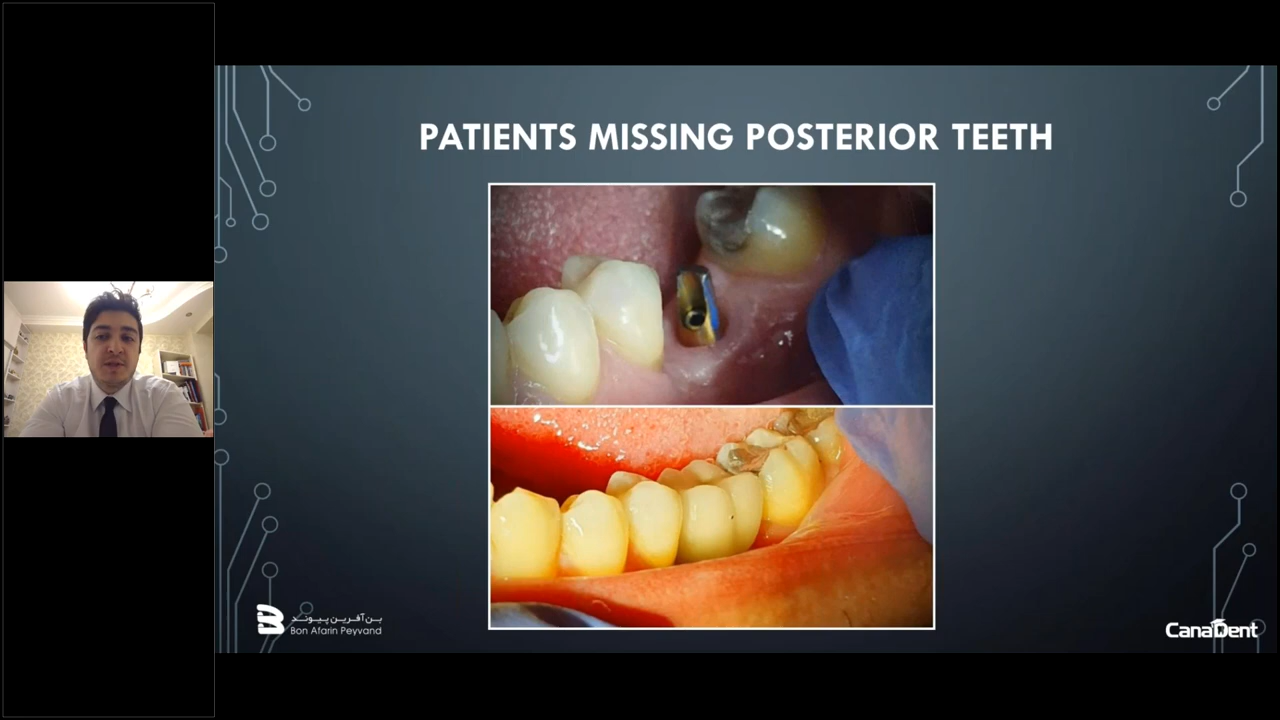 PATIENTS MISSING POSTERIOR TEETH
بن‌آفرین پیوند
Bon Afarin Peyvand
CanaDent